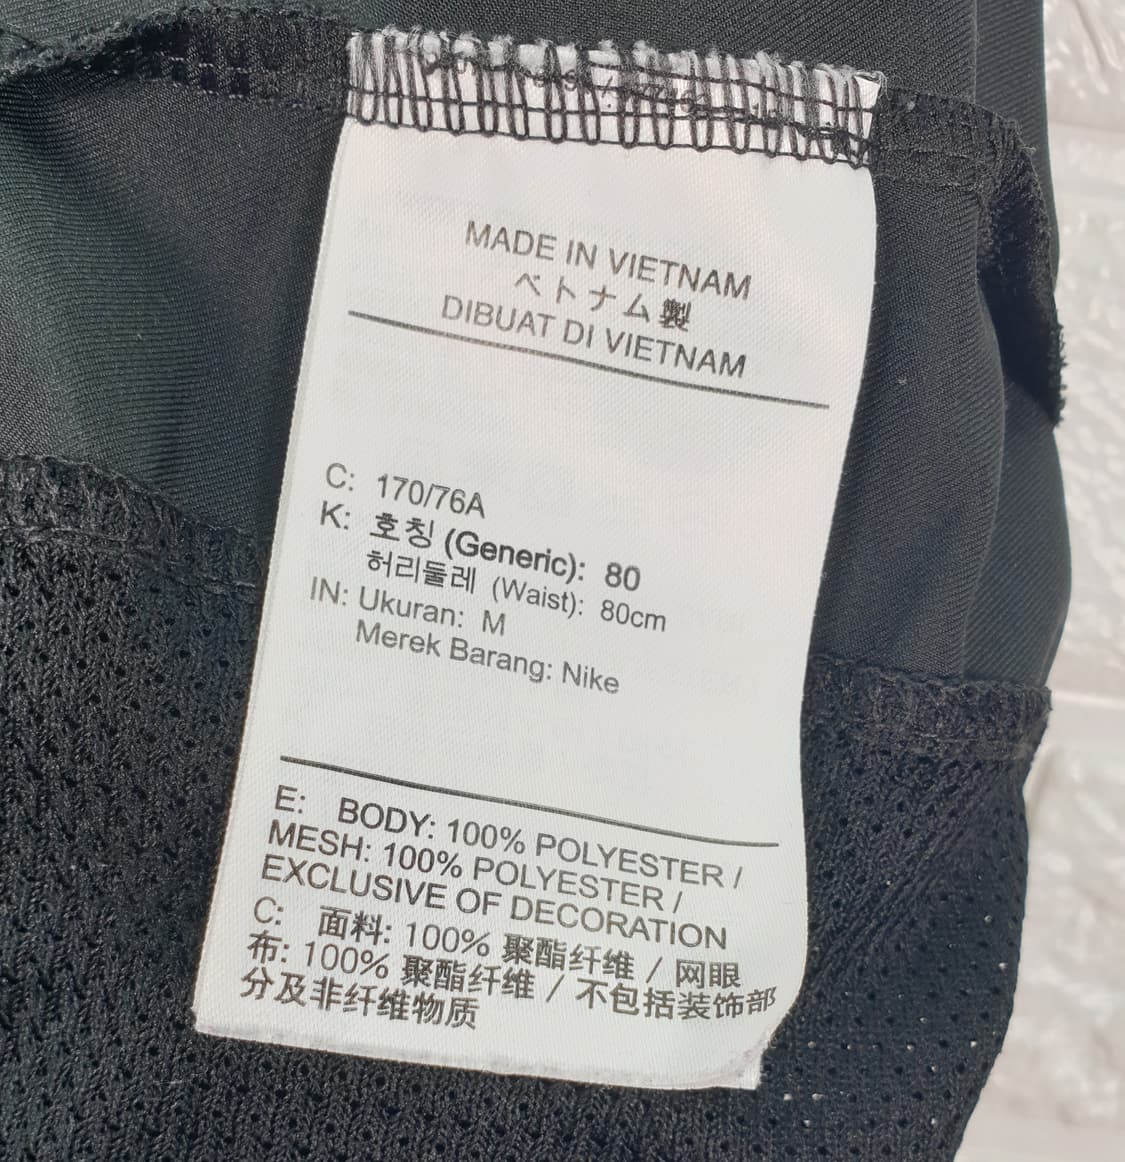 MADE IN VIETNAM
ベトナム製
DIBUAT DI VIETNAM
C: 170/76A
K: 호칭 (Generic): 80
허리둘레 (Waist): 80cm
IN: Ukuran: M
Merek Barang: Nike
E: BODY: 100% POLYESTER /
MESH: 100% POLYESTER /
EXCLUSIVE OF DECORATION
C: 面料: 100% 聚酯纤维 / 网眼
布: 100% 聚酯纤维 / 不包括装饰部
分及非纤维物质